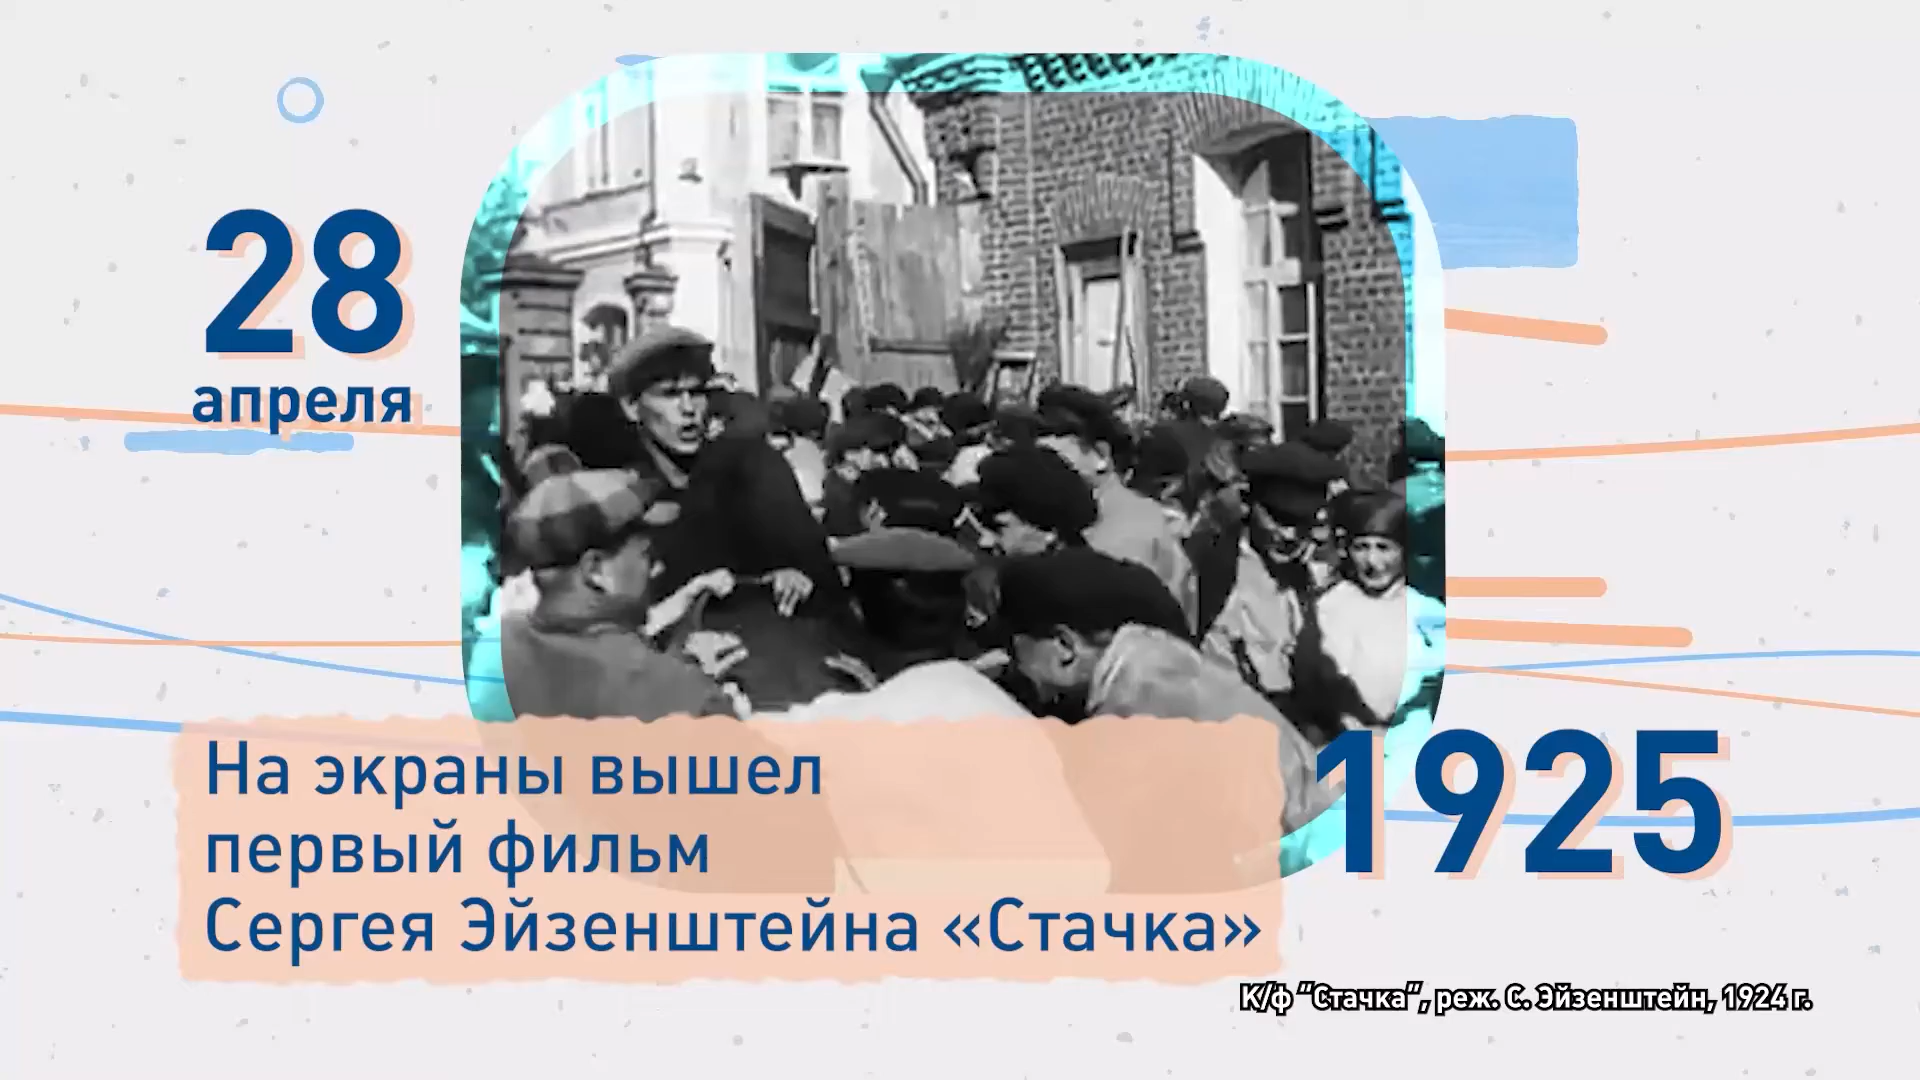 28
апреля
На экраны вышел
первый фильм
Сергея Эйзенштейна «Стачка»
1925
К/ф “Стачка”, реж. С. Эйзенштейн, 1924 г.